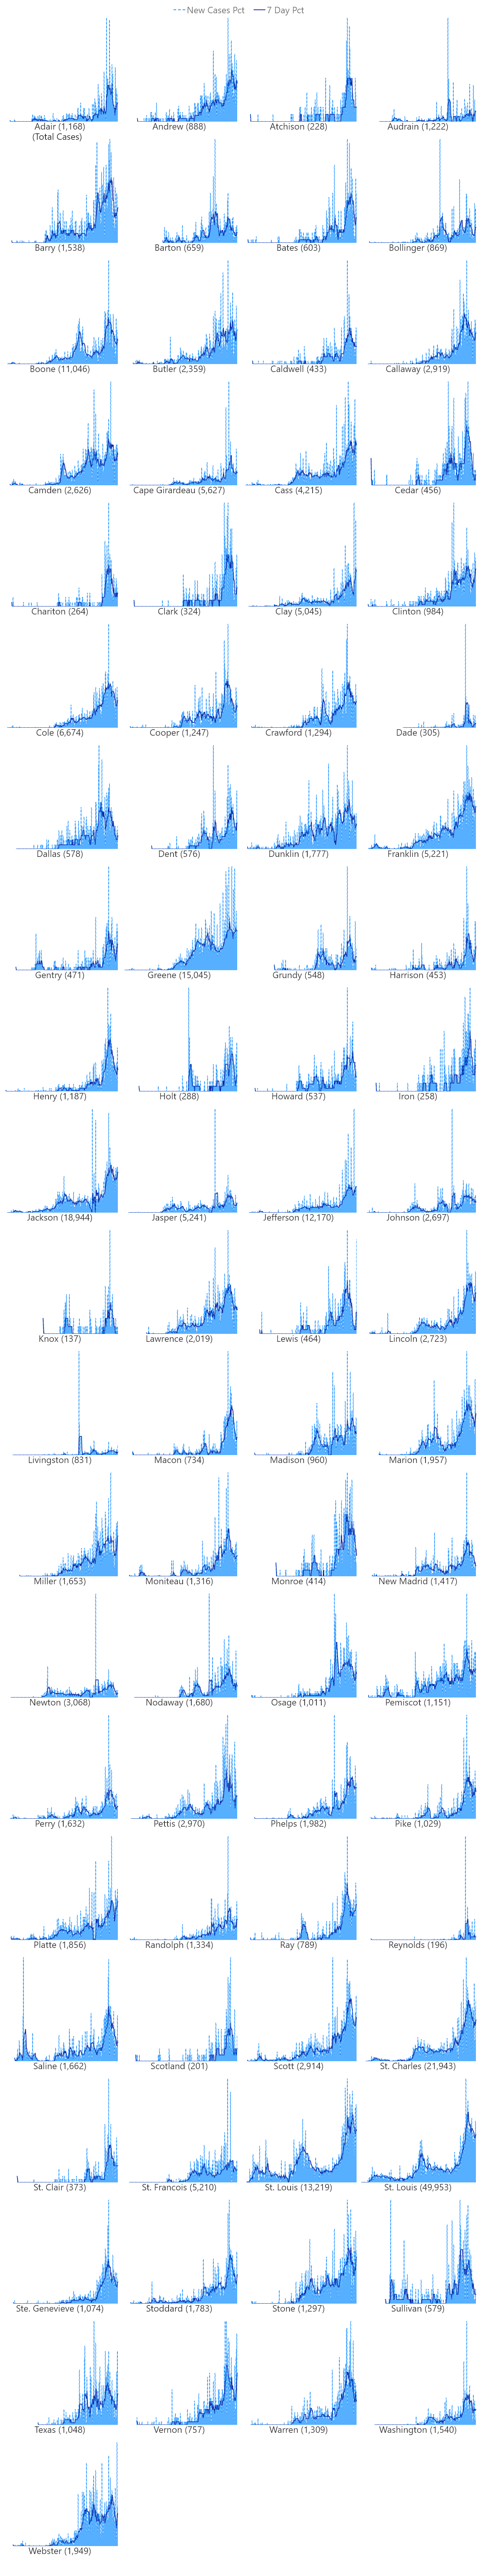 New Cases Pct 7 Day Pct
Adair (1,168) Andrew (888) Atchison (228) Audrain (1,222)
(Total Cases)
Barry (1,538) Barton (659) Bates (603) Bollinger (869)
Boone (11,046) Butler (2,359) Caldwell (433) Callaway (2,919)
Camden (2,626) Cape Girardeau (5,627) Cass (4,215) Cedar (456)
Chariton (264) Clark (324) Clay (5,045) Clinton (984)
Cole (6,674) Cooper (1,247) Crawford (1,294) Dade (305)
Dallas (578) Dent (576) Dunklin (1,777) Franklin (5,221)
Gentry (471) Greene (15,045) Grundy (548) Harrison (453)
Henry (1,187) Holt (288) Howard (537) Iron (258)
Jackson (18,944) Jasper (5,241) Jefferson (12,170) Johnson (2,697)
Knox (137) Lawrence (2,019) Lewis (464) Lincoln (2,723)
Livingston (831) Macon (734) Madison (960) Marion (1,957)
Miller (1,653) Moniteau (1,316) Monroe (414) New Madrid (1,417)
Newton (3,068) Nodaway (1,680) Osage (1,011) Pemiscot (1,151)
Perry (1,632) Pettis (2,970) Phelps (1,982) Pike (1,029)
Platte (1,856) Randolph (1,334) Ray (789) Reynolds (196)
Saline (1,662) Scotland (201) Scott (2,914) St. Charles (21,943)
St. Clair (373) St. Francois (5,210) St. Louis (13,219) St. Louis (49,953)
Ste. Genevieve (1,074) Stoddard (1,783) Stone (1,297) Sullivan (579)
Texas (1,048) Vernon (757) Warren (1,309) Washington (1,540)
Webster (1,949)